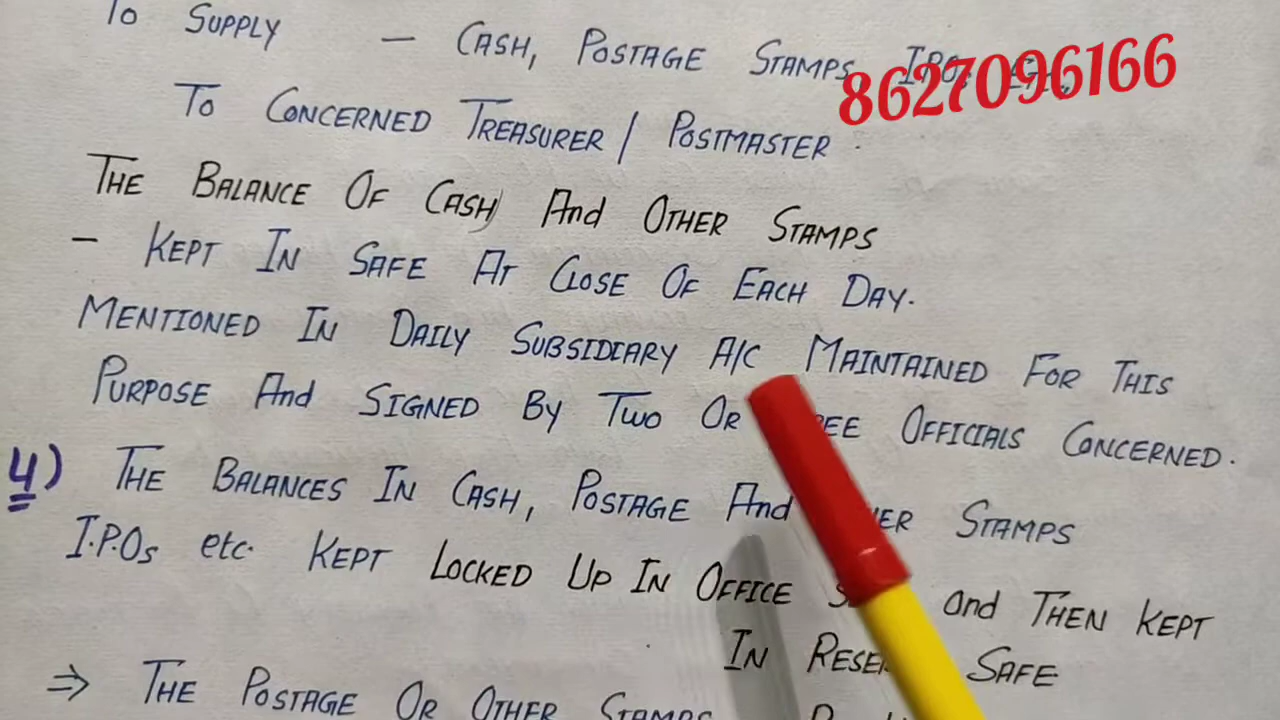 To SUPPLY — CASH, POSTAGE STAMPS I.P.Os
8627096166
To CONCERNED TREASURER / POSTMASTER.
THE BALANCE OF CASH And OTHER STAMPS
– KEPT IN SAFE AT CLOSE OF EACH DAY.
MENTIONED IN DAILY SUBSIDIARY A/C MAINTAINED FOR THIS
PURPOSE And SIGNED By Two OR OFFICIALS CONCERNED.
4) THE BALANCES IN CASH, POSTAGE And STAMPS
I.P.Os etc. KEPT LOCKED UP IN OFFICE and THEN KEPT
IN SAFE
⇒ THE POSTAGE OR OTHER STAMPS